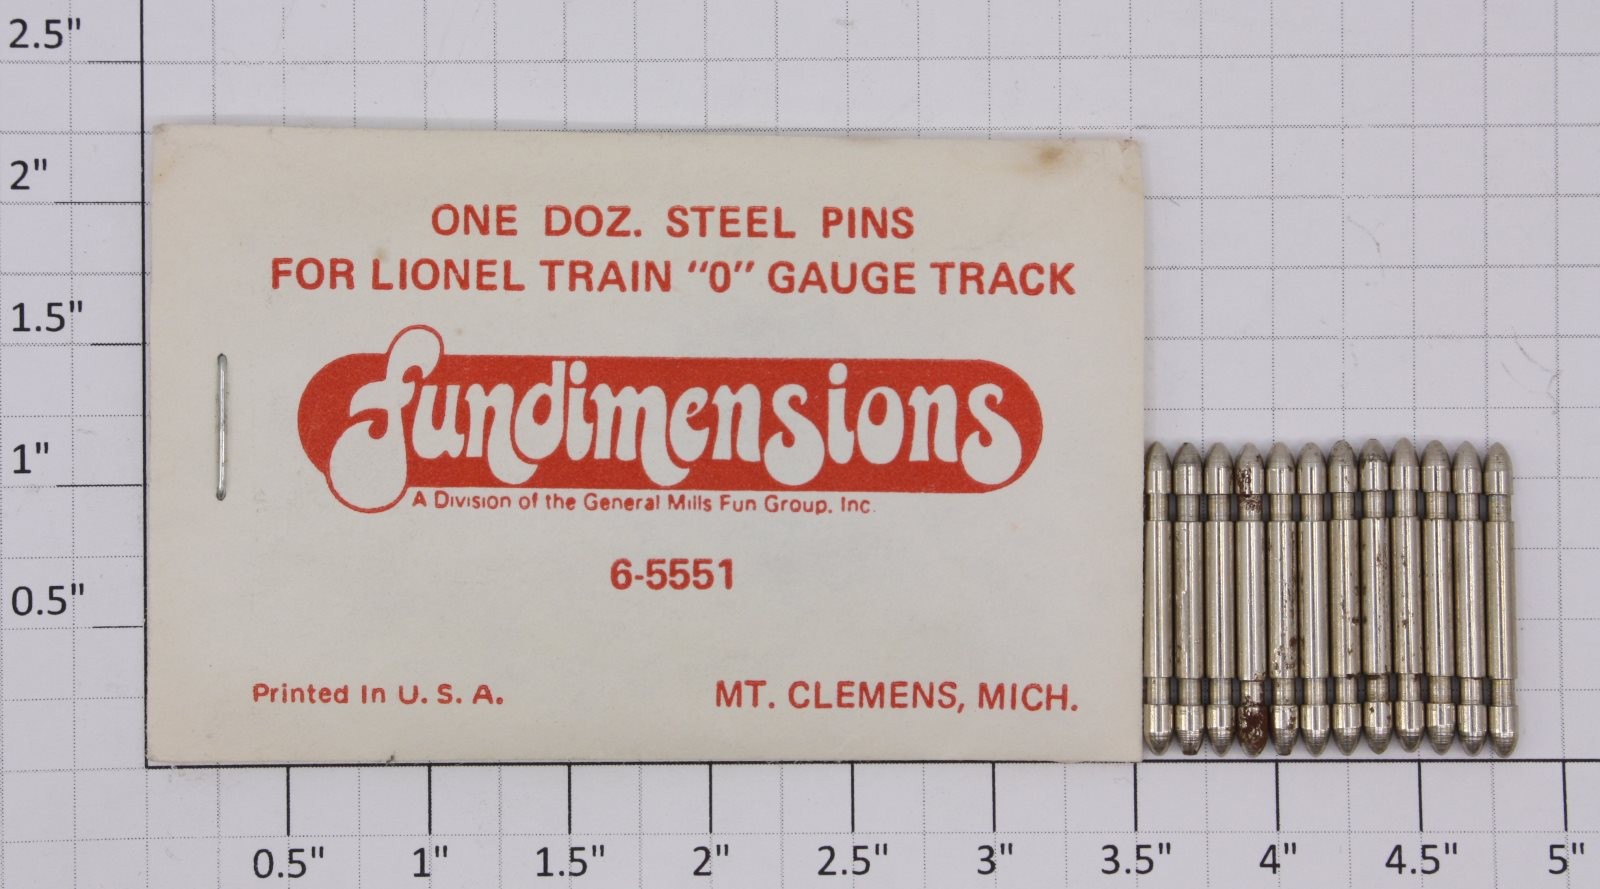 2.5"
2"
1.5"
1"
0.5"
ONE DOZ. STEEL PINS
FOR LIONEL TRAIN "0" GAUGE TRACK
fundimensions
A Division of the General Mills Fun Group, Inc.
6-5551
Printed In U. S. A.
MT. CLEMENS, MICH.
0.5" 1" 1.5" 2" 2.5" 3" 3.5" 4" 4.5" 5"